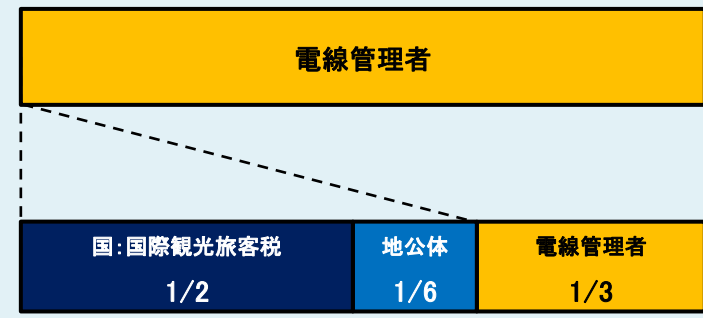 電線管理者
国:国際観光旅客税
1/2
地公体
1/6
電線管理者
1/3